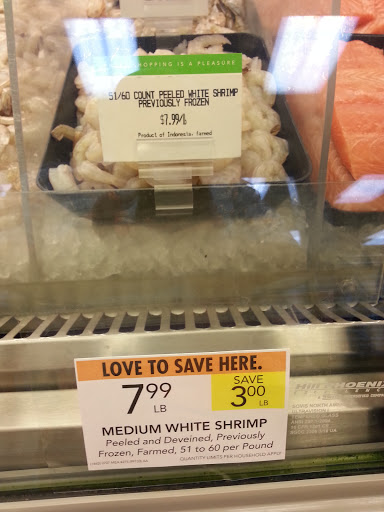 SHOPPING IS A PLEASURE
51/60 COUNT PEELED WHITE SHRIMP
PREVIOUSLY FROZEN
$7.99/lb
Product of Indonesia, farmed
LOVE TO SAVE HERE.
7 99 LB
SAVE
3 00 LB
MEDIUM WHITE SHRIMP
Peeled and Deveined, Previously
Frozen, Farmed, 51 to 60 per Pound
QUANTITY LIMITS PER HOUSEHOLD APPLY
PHOENIX